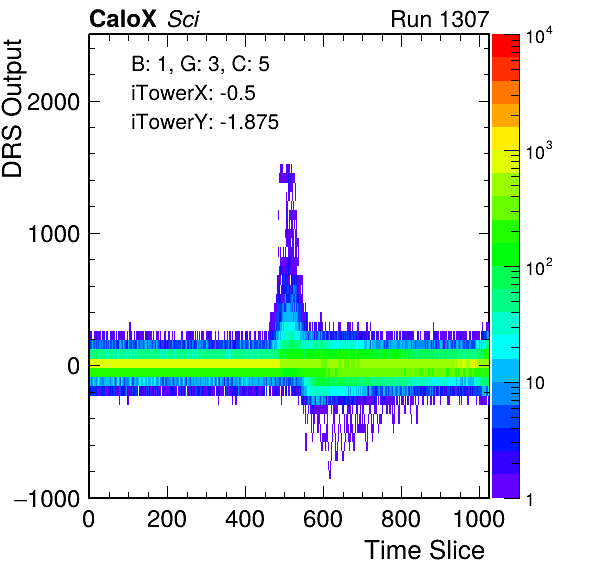 CaloX Sci Run 1307
DRS Output
B: 1, G: 3, C: 5
iTowerX: -0.5
iTowerY: -1.875
2000
1000
0
−1000
0 200 400 600 800 1000
Time Slice
10^4
10^3
10^2
10
1